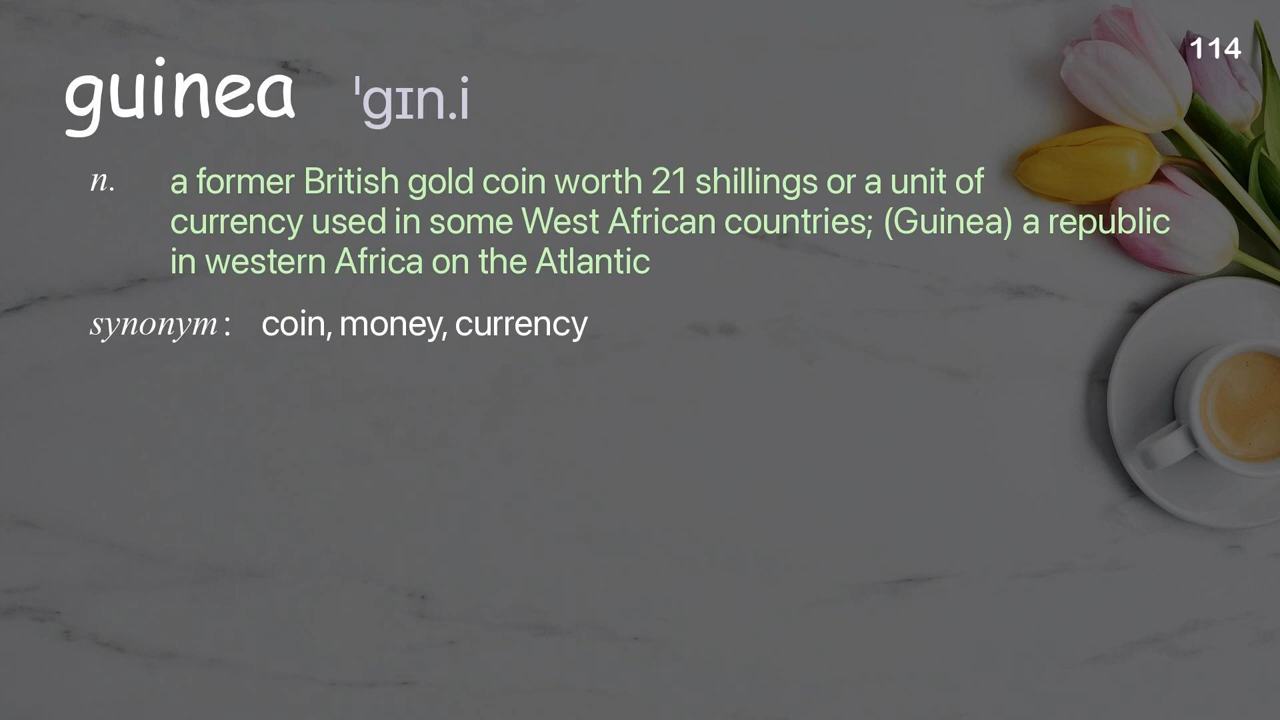 114
guinea ˈɡɪn.i
n. a former British gold coin worth 21 shillings or a unit of
currency used in some West African countries; (Guinea) a republic
in western Africa on the Atlantic
synonym: coin, money, currency